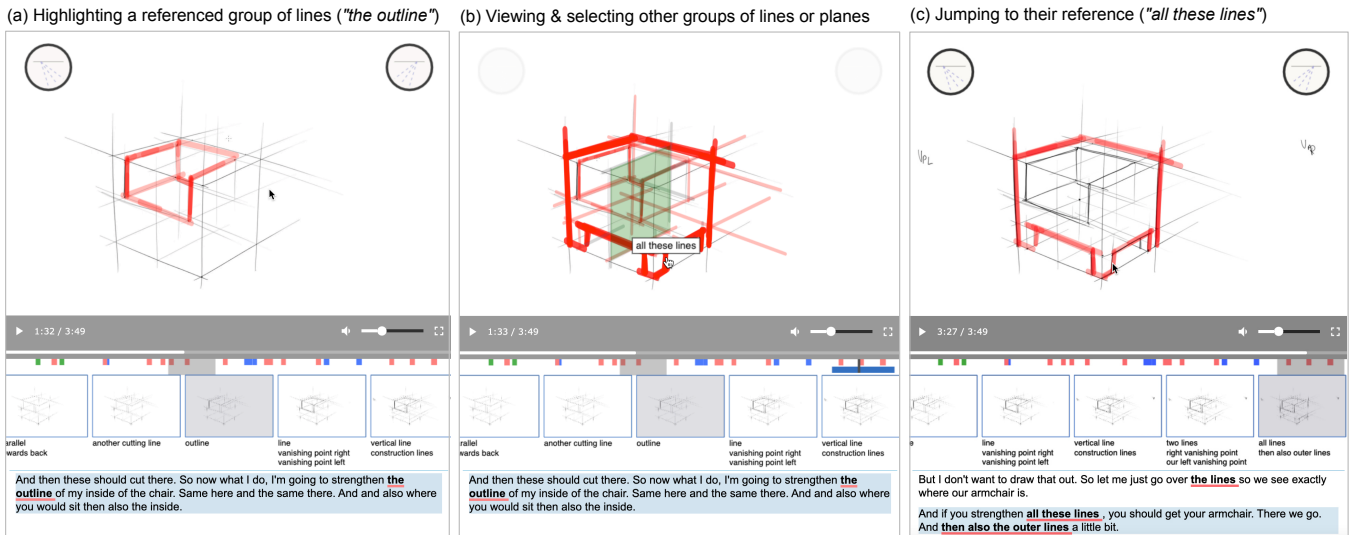 (a) Highlighting a referenced group of lines ("the outline")
(b) Viewing & selecting other groups of lines or planes
(c) Jumping to their reference ("all these lines")
all these lines
VPL
1:32 / 3:49
1:33 / 3:49
3:27 / 3:49
arallel
wards back
another cutting line
outline
line
vanishing point right
vanishing point left
vertical line
construction lines
rallel
wards back
another cutting line
outline
line
vanishing point right
vanishing point left
vertical line
construction lines
line
vanishing point right
vanishing point left
vertical line
construction lines
two lines
right vanishing point
our left vanishing point
all lines
then also outer lines
And then these should cut there. So now what I do, I'm going to strengthen the
outline of my inside of the chair. Same here and the same there. And and also where
you would sit then also the inside.
And then these should cut there. So now what I do, I'm going to strengthen the
outline of my inside of the chair. Same here and the same there. And and also where
you would sit then also the inside.
But I don't want to draw that out. So let me just go over the lines so we see exactly
where our armchair is.
And if you strengthen all these lines , you should get your armchair. There we go.
And then also the outer lines a little bit.